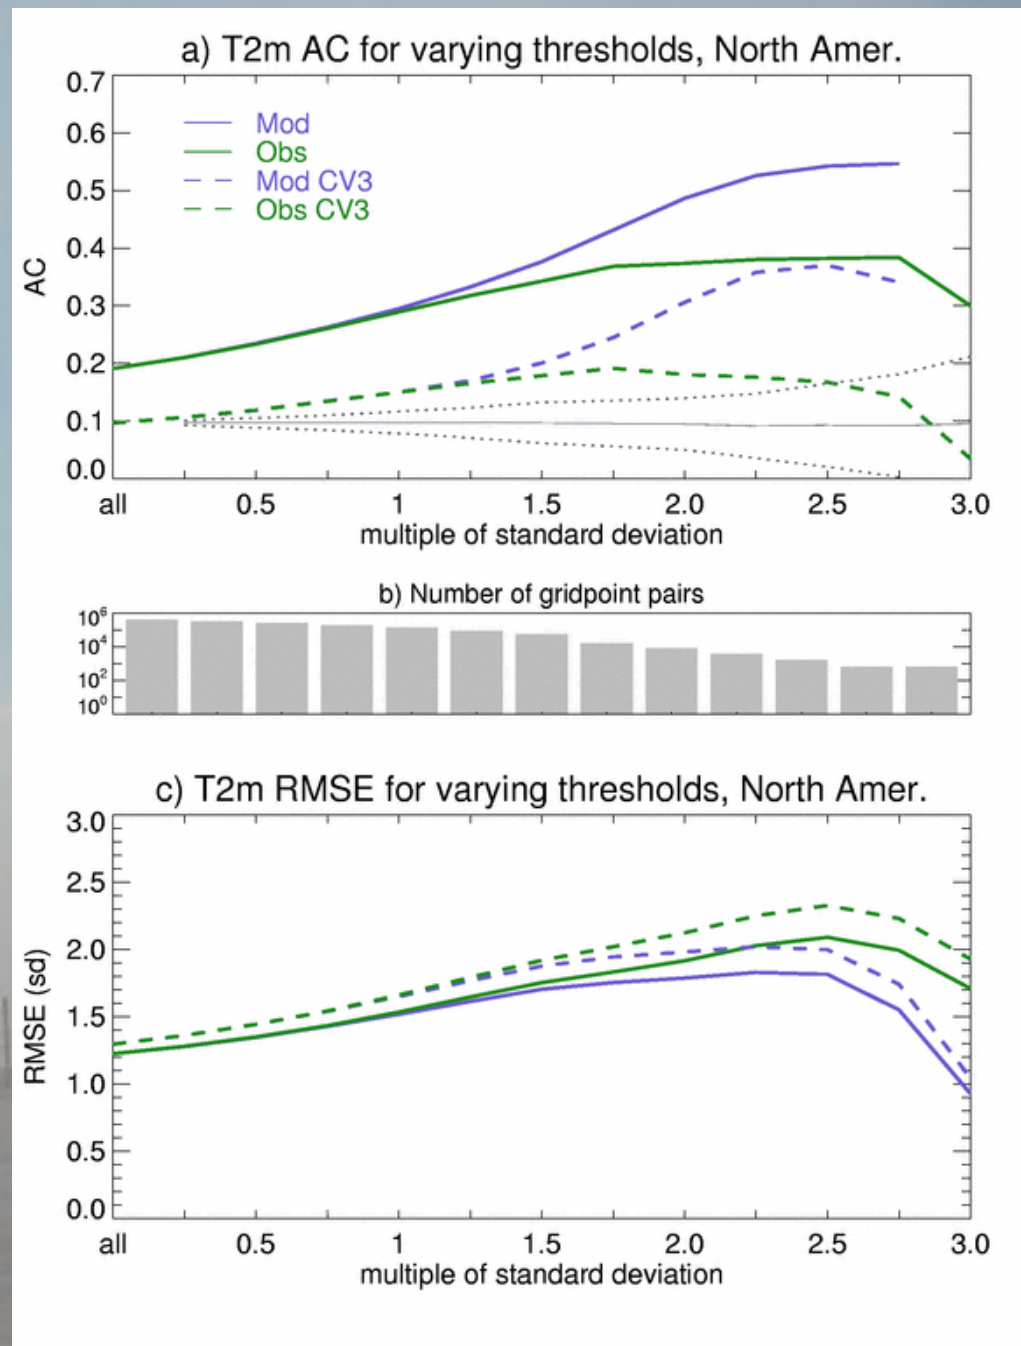 a) T2m AC for varying thresholds, North Amer.
0.7
0.6
0.5
0.4
0.3
0.2
0.1
0.0
AC
Mod
Obs
Mod CV3
Obs CV3
all 0.5 1 1.5 2.0 2.5 3.0
multiple of standard deviation
b) Number of gridpoint pairs
10⁶
10⁴
10²
10⁰
c) T2m RMSE for varying thresholds, North Amer.
3.0
2.5
2.0
1.5
1.0
0.5
0.0
RMSE (sd)
all 0.5 1 1.5 2.0 2.5 3.0
multiple of standard deviation